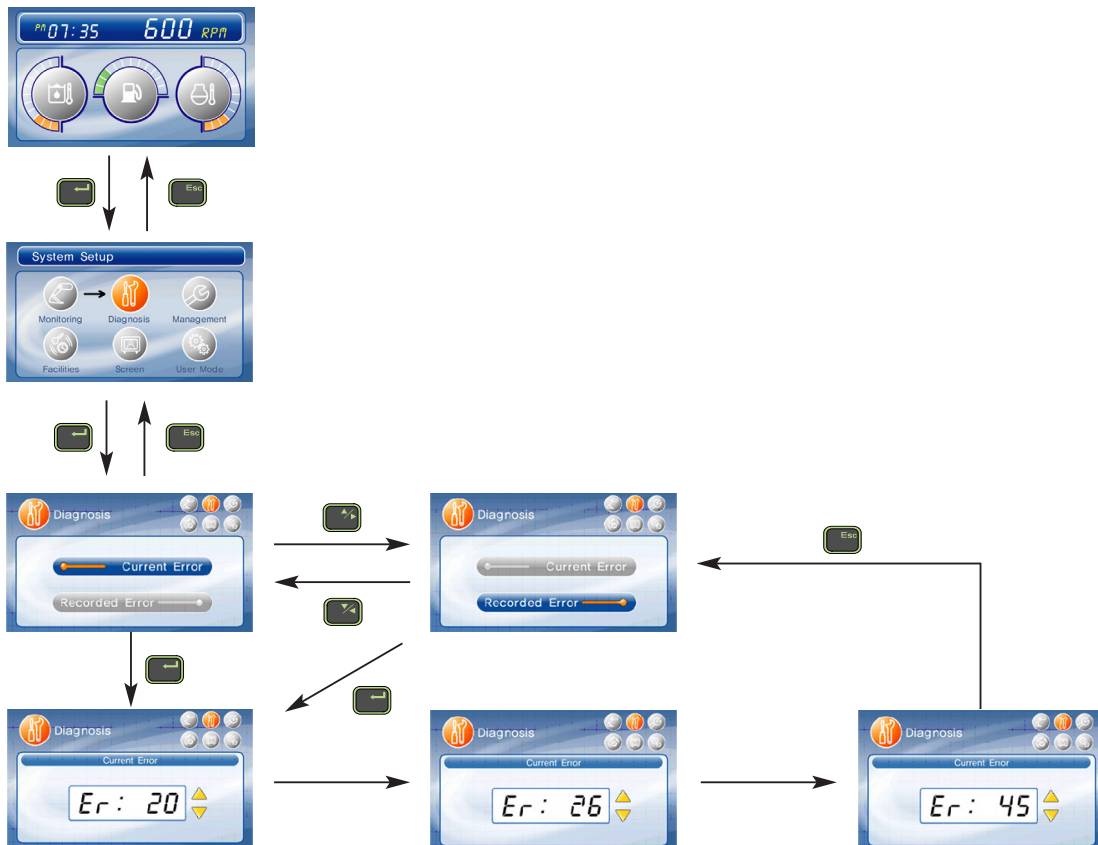 PM 07:35 600 RPM
Esc
System Setup
Monitoring Diagnosis Management
Facilities Screen User Mode
Esc
Diagnosis
Current Error
Recorded Error
Diagnosis
Current Error
Recorded Error
Esc
Diagnosis
Current Error
Er: 20
Diagnosis
Current Error
Er: 26
Diagnosis
Current Error
Er: 45